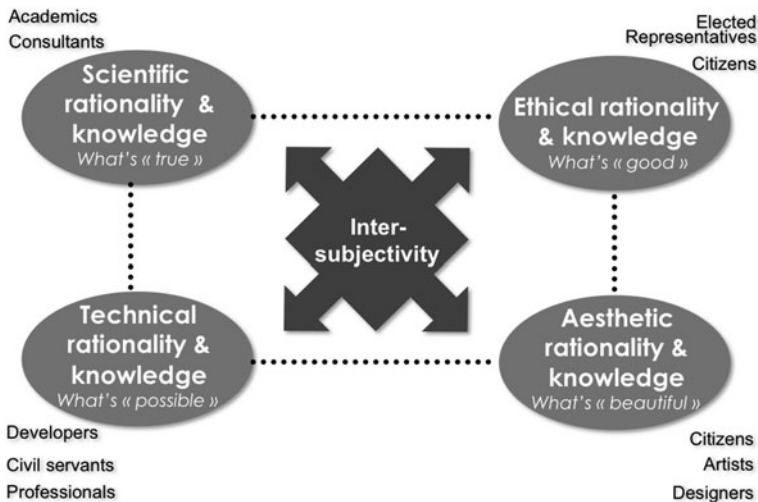 Academics
Consultants
Scientific
rationality & 
knowledge
What's « true »
Elected
Representatives
Citizens
Ethical rationality
& knowledge
What's « good »
Inter-
subjectivity
Technical
rationality &
knowledge
What's « possible »
Developers
Civil servants
Professionals
Aesthetic
rationality &
knowledge
What's « beautiful »
Citizens
Artists
Designers